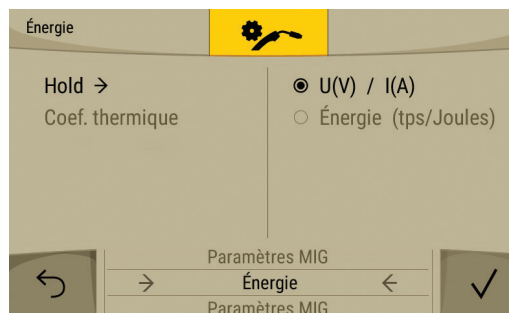 Énergie
Hold →
Coef. thermique
U(V) / I(A)
Énergie (tps/Joules)
Paramètres MIG
→ Énergie ←
Paramètres MIG